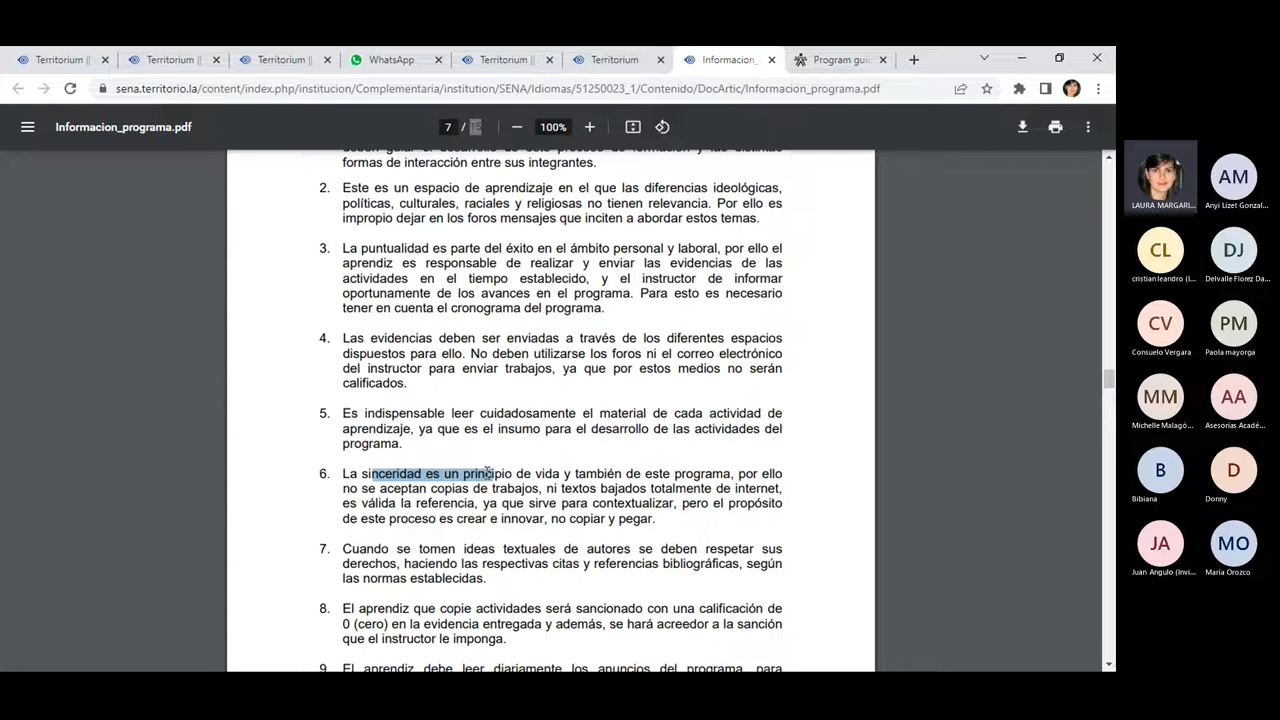 Territorium ||
Territorium ||
Territorium ||
WhatsApp
Territorium ||
Territorium
Informacion_
Program gui
sena.territorio.la/content/index.php/institucion/Complementaria/institution/SENA/Idiomas/51250023_1/Contenido/DocArtic/Informacion_programa.pdf
Informacion_programa.pdf
7 / 15
100%
formas de interacción entre sus integrantes.
2. Este es un espacio de aprendizaje en el que las diferencias ideológicas,
políticas, culturales, raciales y religiosas no tienen relevancia. Por ello es
impropio dejar en los foros mensajes que inciten a abordar estos temas.
3. La puntualidad es parte del éxito en el ámbito personal y laboral, por ello el
aprendiz es responsable de realizar y enviar las evidencias de las
actividades en el tiempo establecido, y el instructor de informar
oportunamente de los avances en el programa. Para esto es necesario
tener en cuenta el cronograma del programa.
4. Las evidencias deben ser enviadas a través de los diferentes espacios
dispuestos para ello. No deben utilizarse los foros ni el correo electrónico
del instructor para enviar trabajos, ya que por estos medios no serán
calificados.
5. Es indispensable leer cuidadosamente el material de cada actividad de
aprendizaje, ya que es el insumo para el desarrollo de las actividades del
programa.
6. La sinceridad es un principio de vida y también de este programa, por ello
no se aceptan copias de trabajos, ni textos bajados totalmente de internet,
es válida la referencia, ya que sirve para contextualizar, pero el propósito
de este proceso es crear e innovar, no copiar y pegar.
7. Cuando se tomen ideas textuales de autores se deben respetar sus
derechos, haciendo las respectivas citas y referencias bibliográficas, según
las normas establecidas.
8. El aprendiz que copie actividades será sancionado con una calificación de
0 (cero) en la evidencia entregada y además, se hará acreedor a la sanción
que el instructor le imponga.
9. El aprendiz debe leer diariamente los anuncios del programa, para
LAURA MARGARI...
AM
Anyi Lizet Gonzal...
CL
cristian leandro (I...
DJ
Delvalle Florez Da...
CV
Consuelo Vergara
PM
Paola mayorga
MM
Michelle Malagó...
AA
Asesorías Acadé...
B
Bibiana
D
Donny
JA
Juan Angulo (Invi...
MO
María Orozco